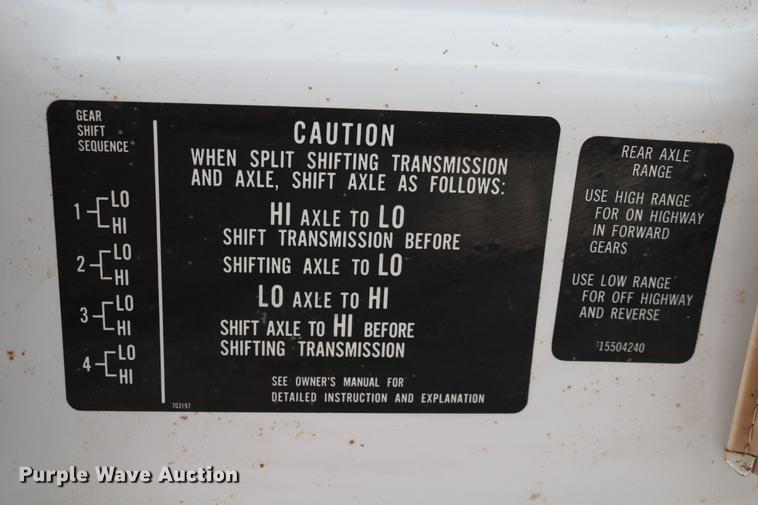 GEAR
SHIFT
SEQUENCE
1 LO
HI
2 LO
HI
3 LO
HI
4 LO
HI
CAUTION
WHEN SPLIT SHIFTING TRANSMISSION
AND AXLE, SHIFT AXLE AS FOLLOWS:
HI AXLE TO LO
SHIFT TRANSMISSION BEFORE
SHIFTING AXLE TO LO
LO AXLE TO HI
SHIFT AXLE TO HI BEFORE
SHIFTING TRANSMISSION
SEE OWNER'S MANUAL FOR
DETAILED INSTRUCTION AND EXPLANATION
703197
REAR AXLE
RANGE
USE HIGH RANGE
FOR ON HIGHWAY
IN FORWARD
GEARS
USE LOW RANGE
FOR OFF HIGHWAY
AND REVERSE
15504240
Purple Wave Auction